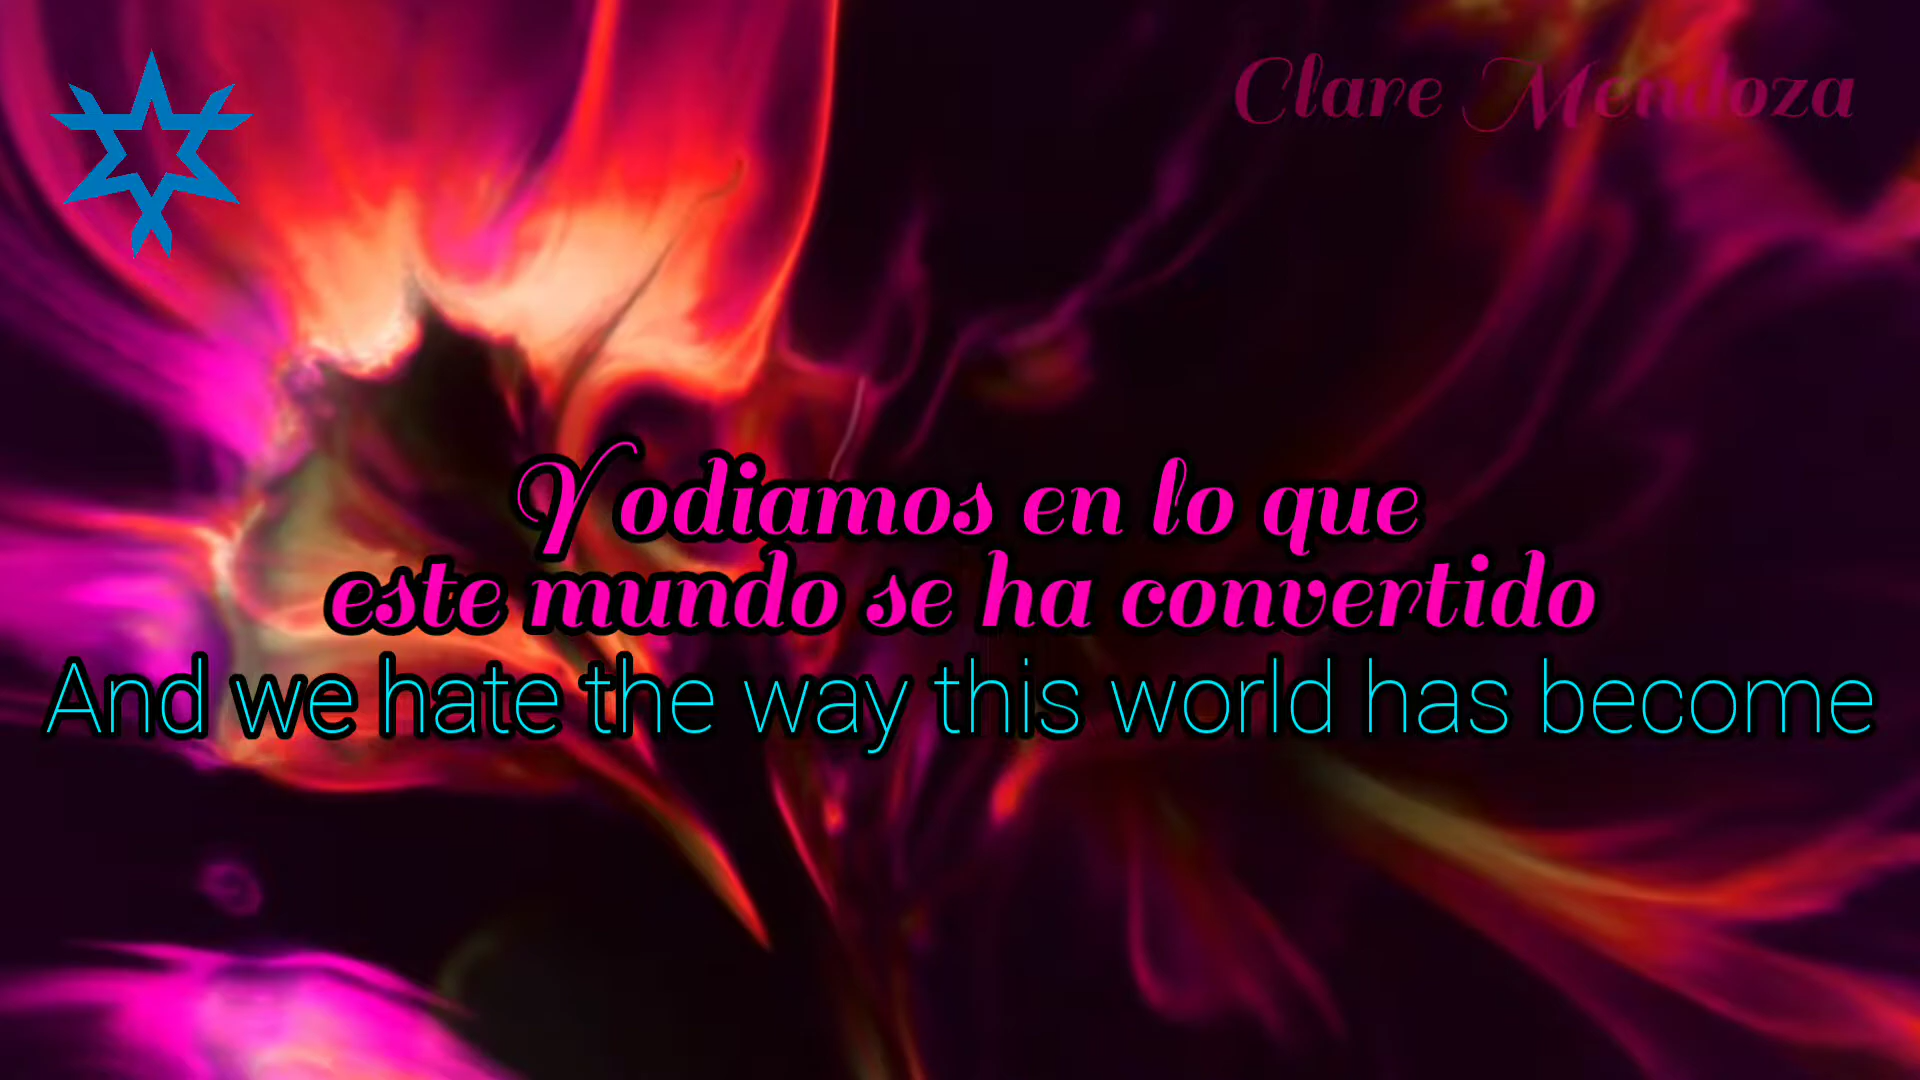 Clare Mendoza
Y odiamos en lo que
este mundo se ha convertido
And we hate the way this world has become